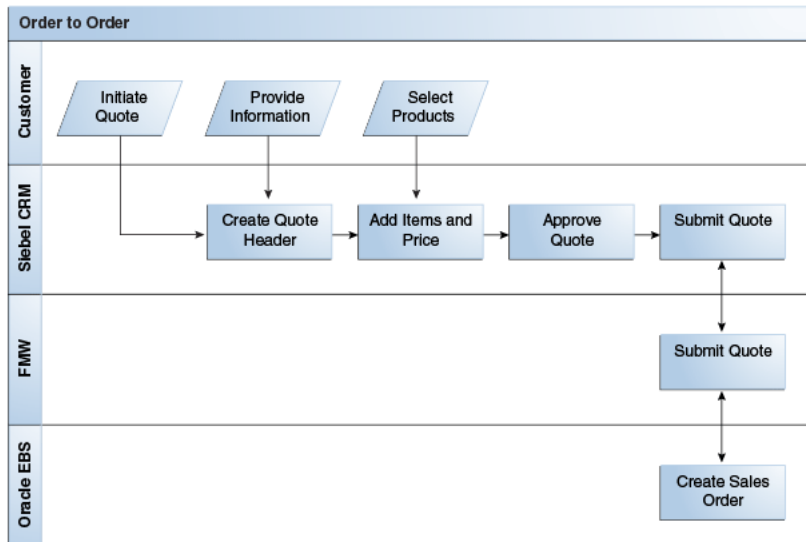 Order to Order
Customer
Initiate
Quote
Provide
Information
Select
Products
Siebel CRM
Create Quote
Header
Add Items and
Price
Approve
Quote
Submit Quote
FMW
Submit Quote
Oracle EBS
Create Sales
Order